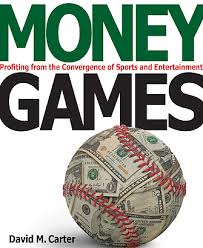 MONEY
Profiting from the Convergence of Sports and Entertainment
GAMES
David M. Carter